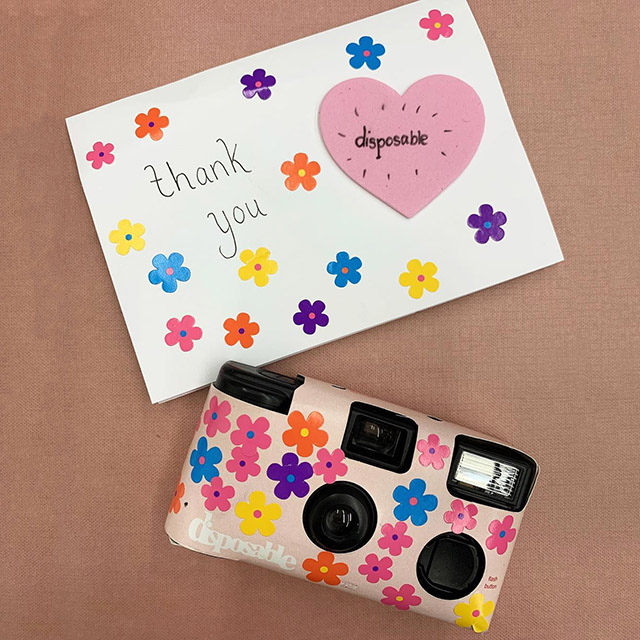 thank
you
disposable
disposable
flash
button